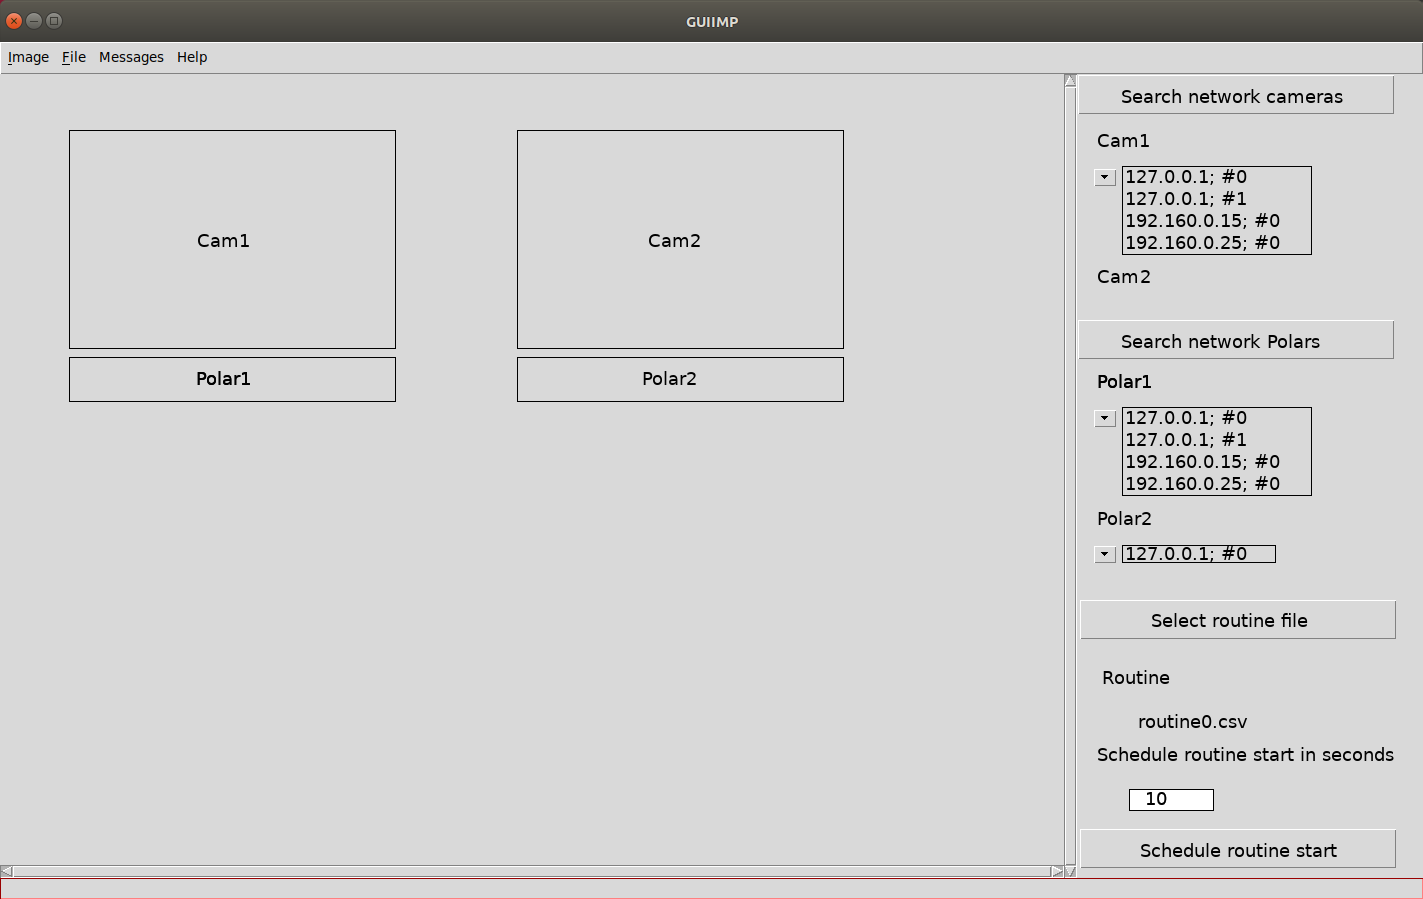 GUIIMP
Image File Messages Help
Cam1
Cam2
Polar1
Polar2
Search network cameras
Cam1
127.0.0.1; #0
127.0.0.1; #1
192.160.0.15; #0
192.160.0.25; #0
Cam2
Search network Polars
Polar1
127.0.0.1; #0
127.0.0.1; #1
192.160.0.15; #0
192.160.0.25; #0
Polar2
127.0.0.1; #0
Select routine file
Routine
routine0.csv
Schedule routine start in seconds
10
Schedule routine start